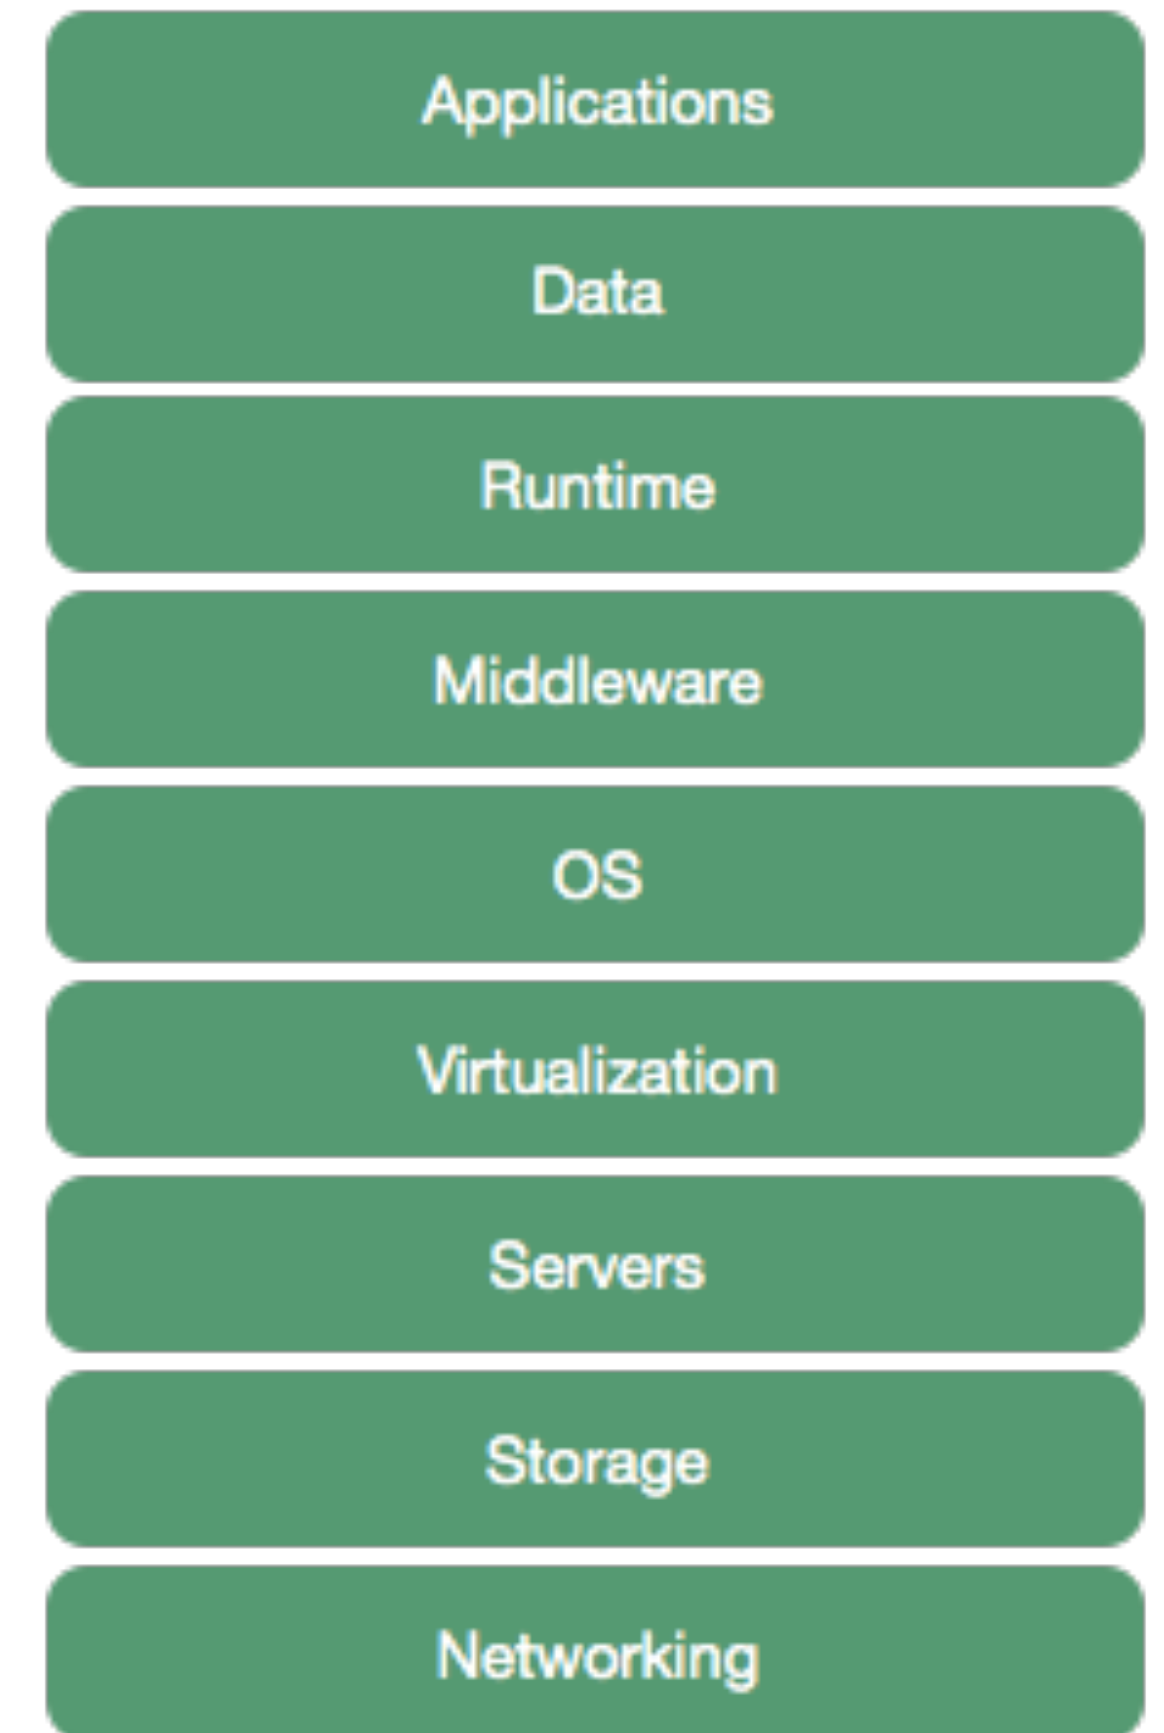 Applications
Data
Runtime
Middleware
OS
Virtualization
Servers
Storage
Networking